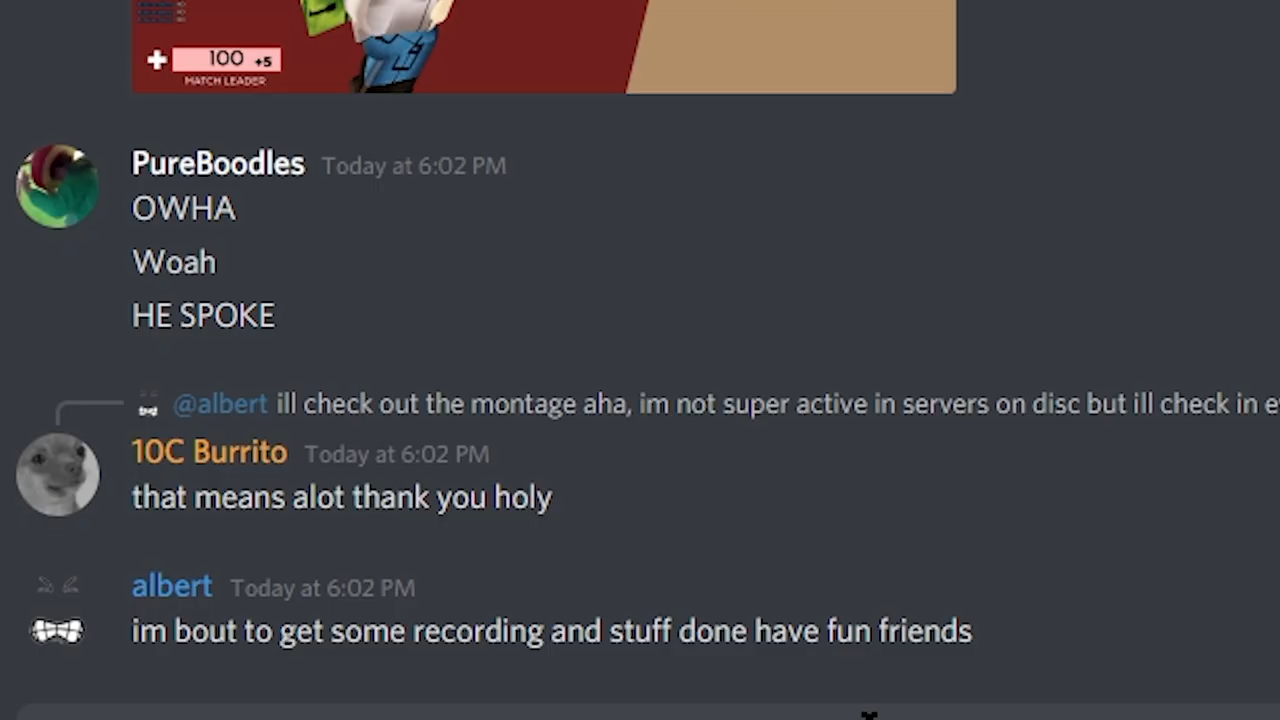 100 +5
MATCH LEADER
PureBoodles Today at 6:02 PM
OWHA
Woah
HE SPOKE
@albert ill check out the montage aha, im not super active in servers on disc but ill check in
10C Burrito Today at 6:02 PM
that means alot thank you holy
albert Today at 6:02 PM
im bout to get some recording and stuff done have fun friends